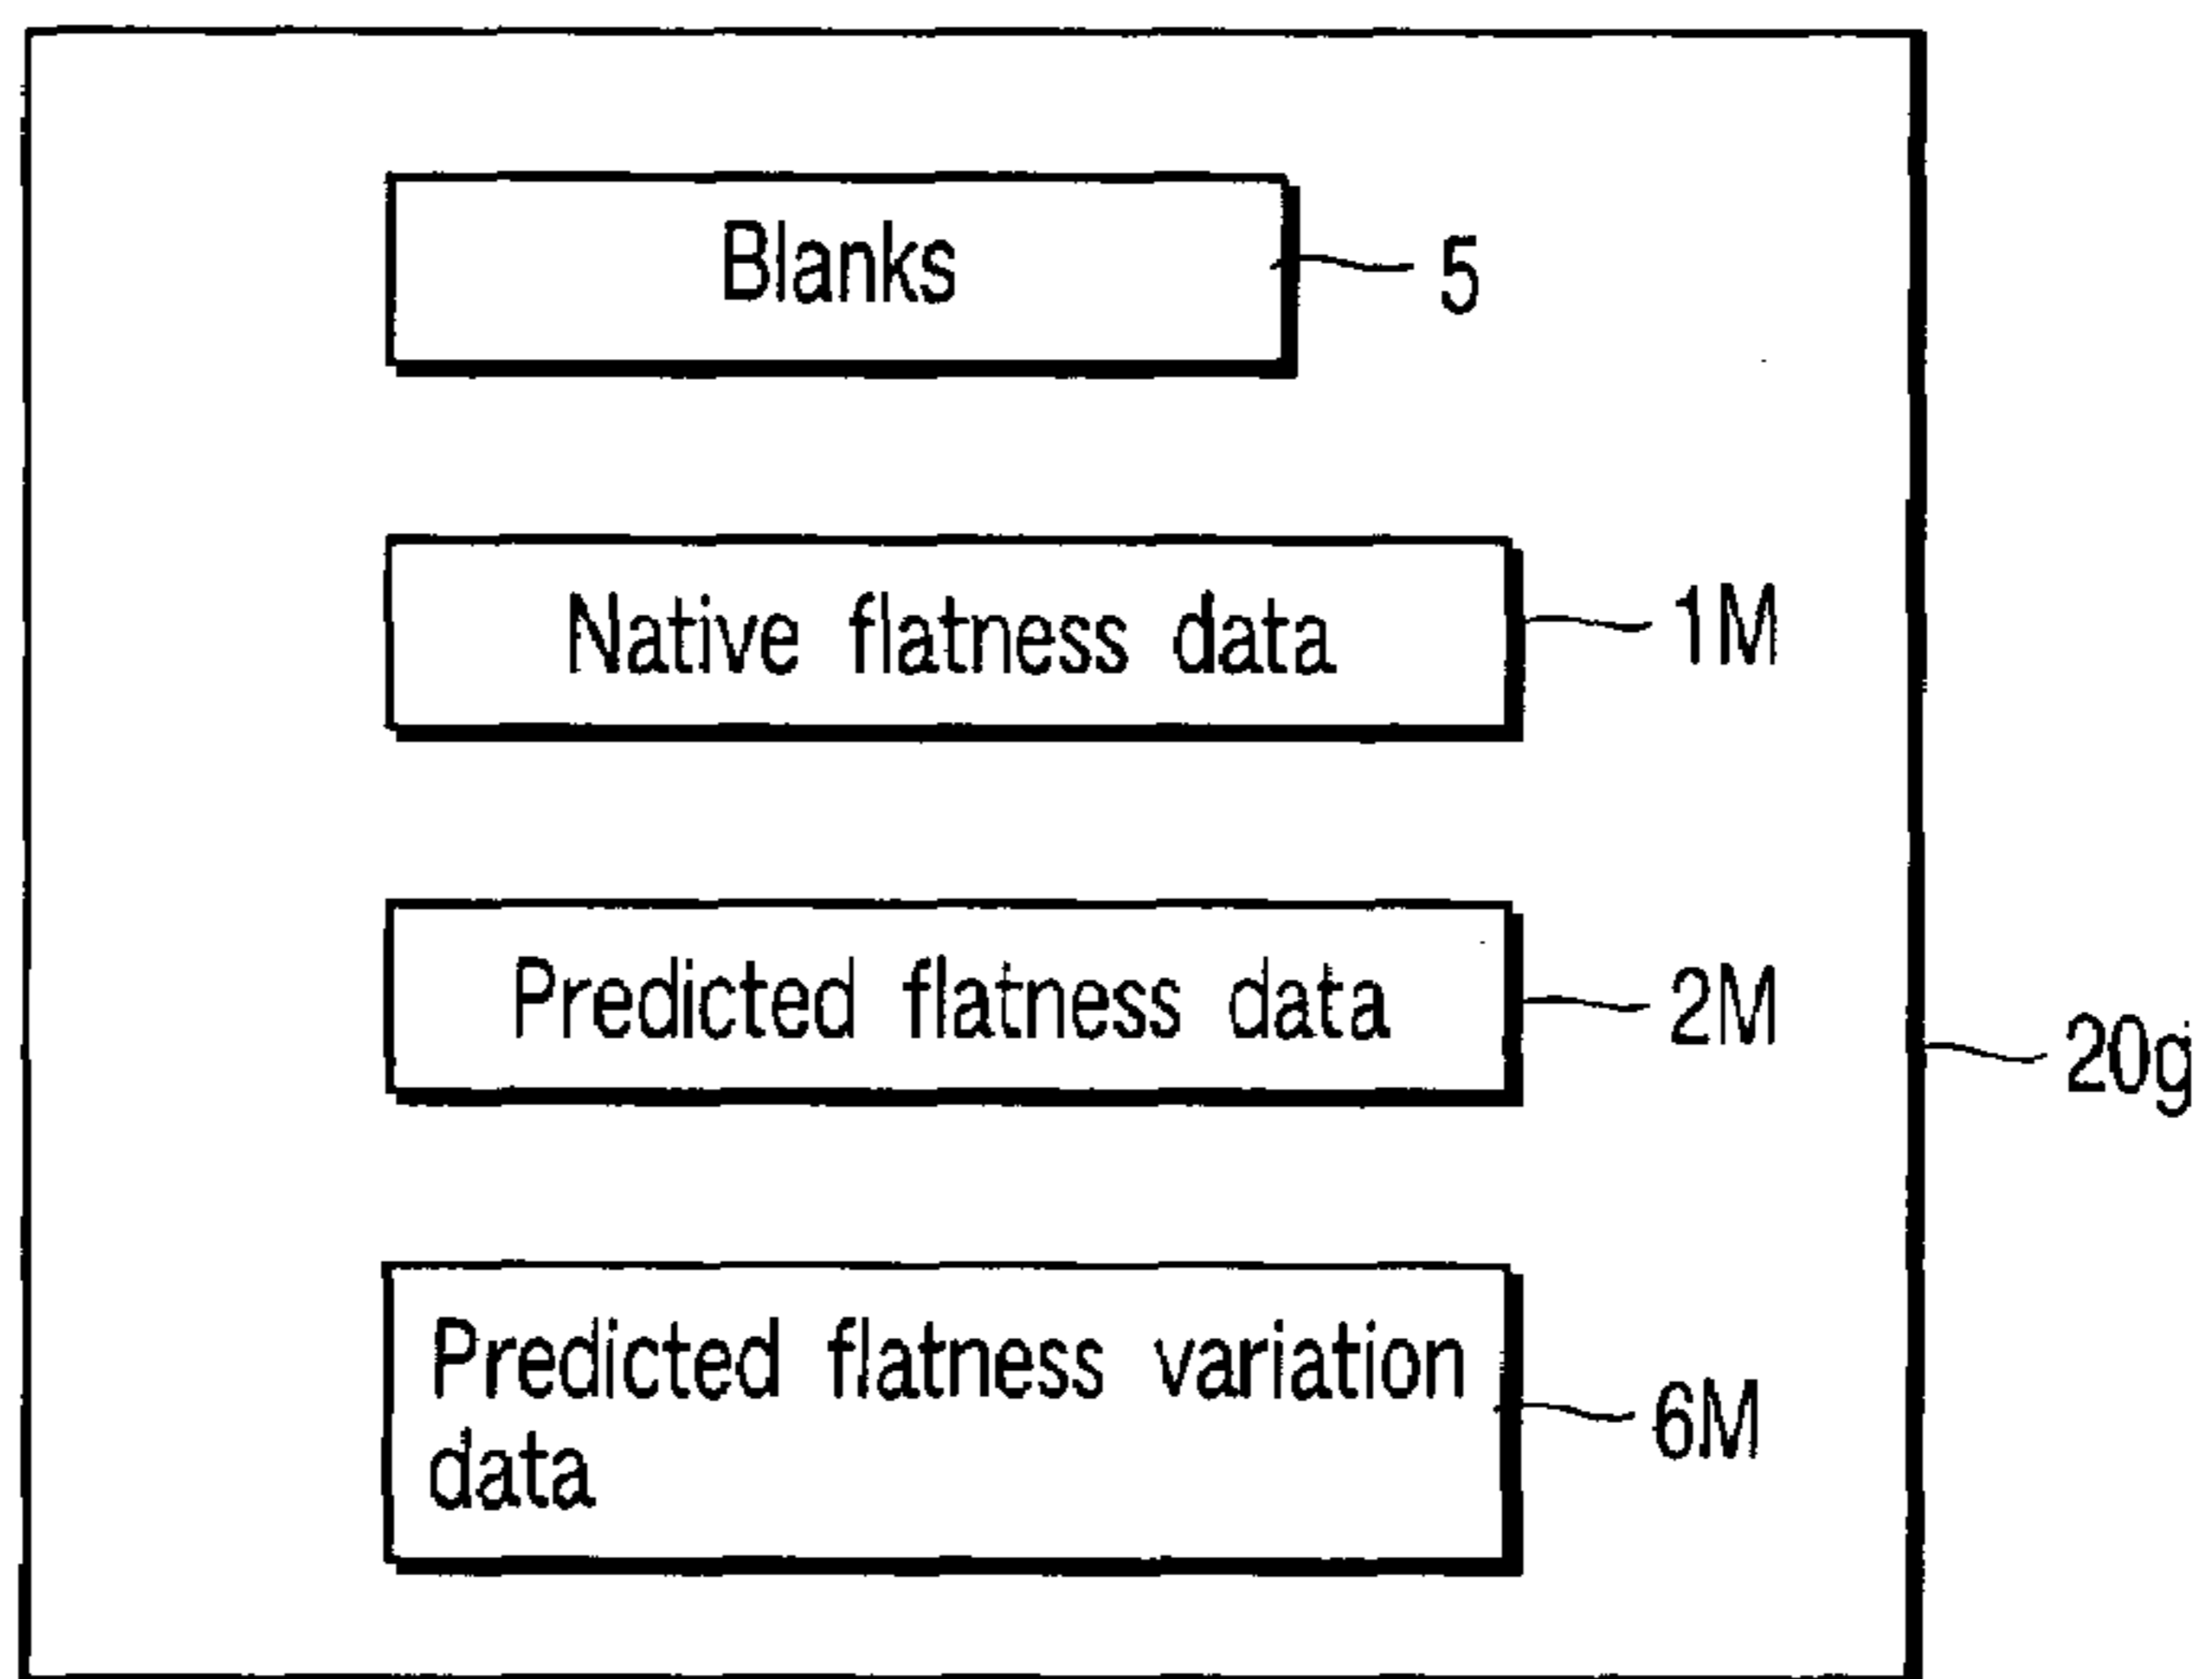 Blanks
5
Native flatness data
1M
Predicted flatness data
2M
20g
Predicted flatness variation
data
6M